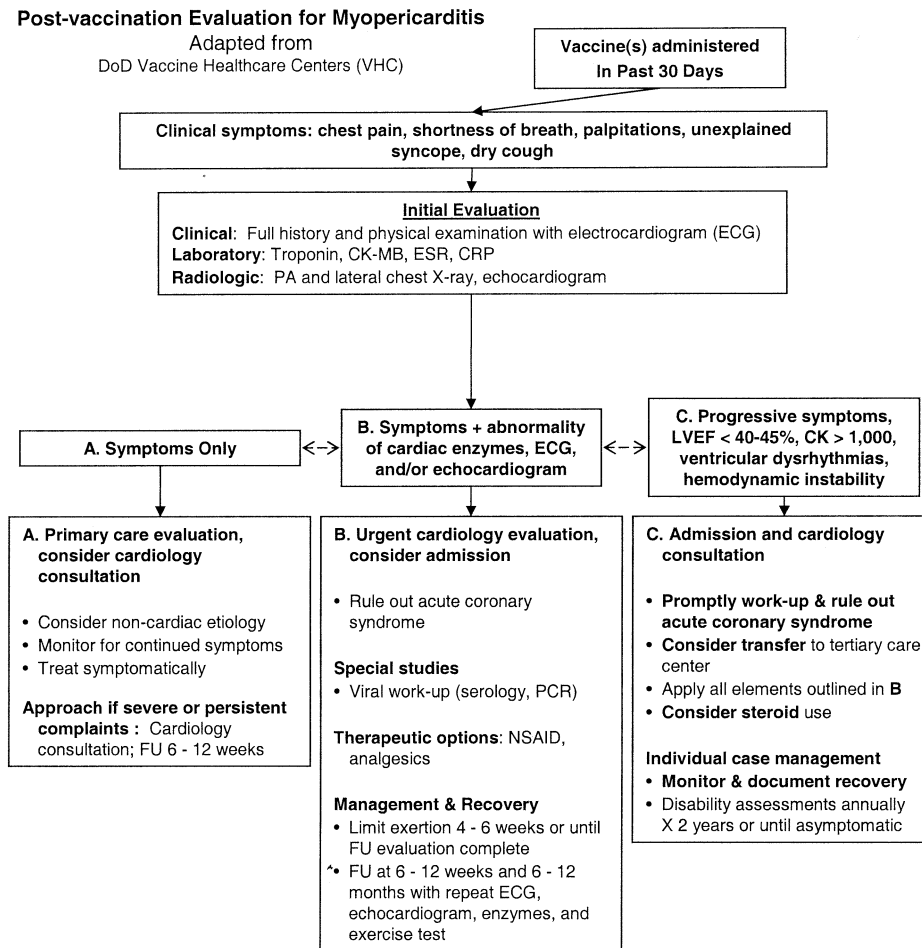 Post-vaccination Evaluation for Myopericarditis
Adapted from
DoD Vaccine Healthcare Centers (VHC)
Vaccine(s) administered
In Past 30 Days
Clinical symptoms: chest pain, shortness of breath, palpitations, unexplained
syncope, dry cough
Initial Evaluation
Clinical: Full history and physical examination with electrocardiogram (ECG)
Laboratory: Troponin, CK-MB, ESR, CRP
Radiologic: PA and lateral chest X-ray, echocardiogram
A. Symptoms Only
B. Symptoms + abnormality
of cardiac enzymes, ECG,
and/or echocardiogram
C. Progressive symptoms,
LVEF < 40-45%, CK > 1,000,
ventricular dysrhythmias,
hemodynamic instability
A. Primary care evaluation,
consider cardiology
consultation
• Consider non-cardiac etiology
• Monitor for continued symptoms
• Treat symptomatically
Approach if severe or persistent
complaints : Cardiology
consultation; FU 6 - 12 weeks
B. Urgent cardiology evaluation,
consider admission
• Rule out acute coronary
syndrome
Special studies
• Viral work-up (serology, PCR)
Therapeutic options: NSAID,
analgesics
Management & Recovery
• Limit exertion 4 - 6 weeks or until
FU evaluation complete
• FU at 6 - 12 weeks and 6 - 12
months with repeat ECG,
echocardiogram, enzymes, and
exercise test
C. Admission and cardiology
consultation
• Promptly work-up & rule out
acute coronary syndrome
• Consider transfer to tertiary care
center
• Apply all elements outlined in B
• Consider steroid use
Individual case management
• Monitor & document recovery
• Disability assessments annually
X 2 years or until asymptomatic